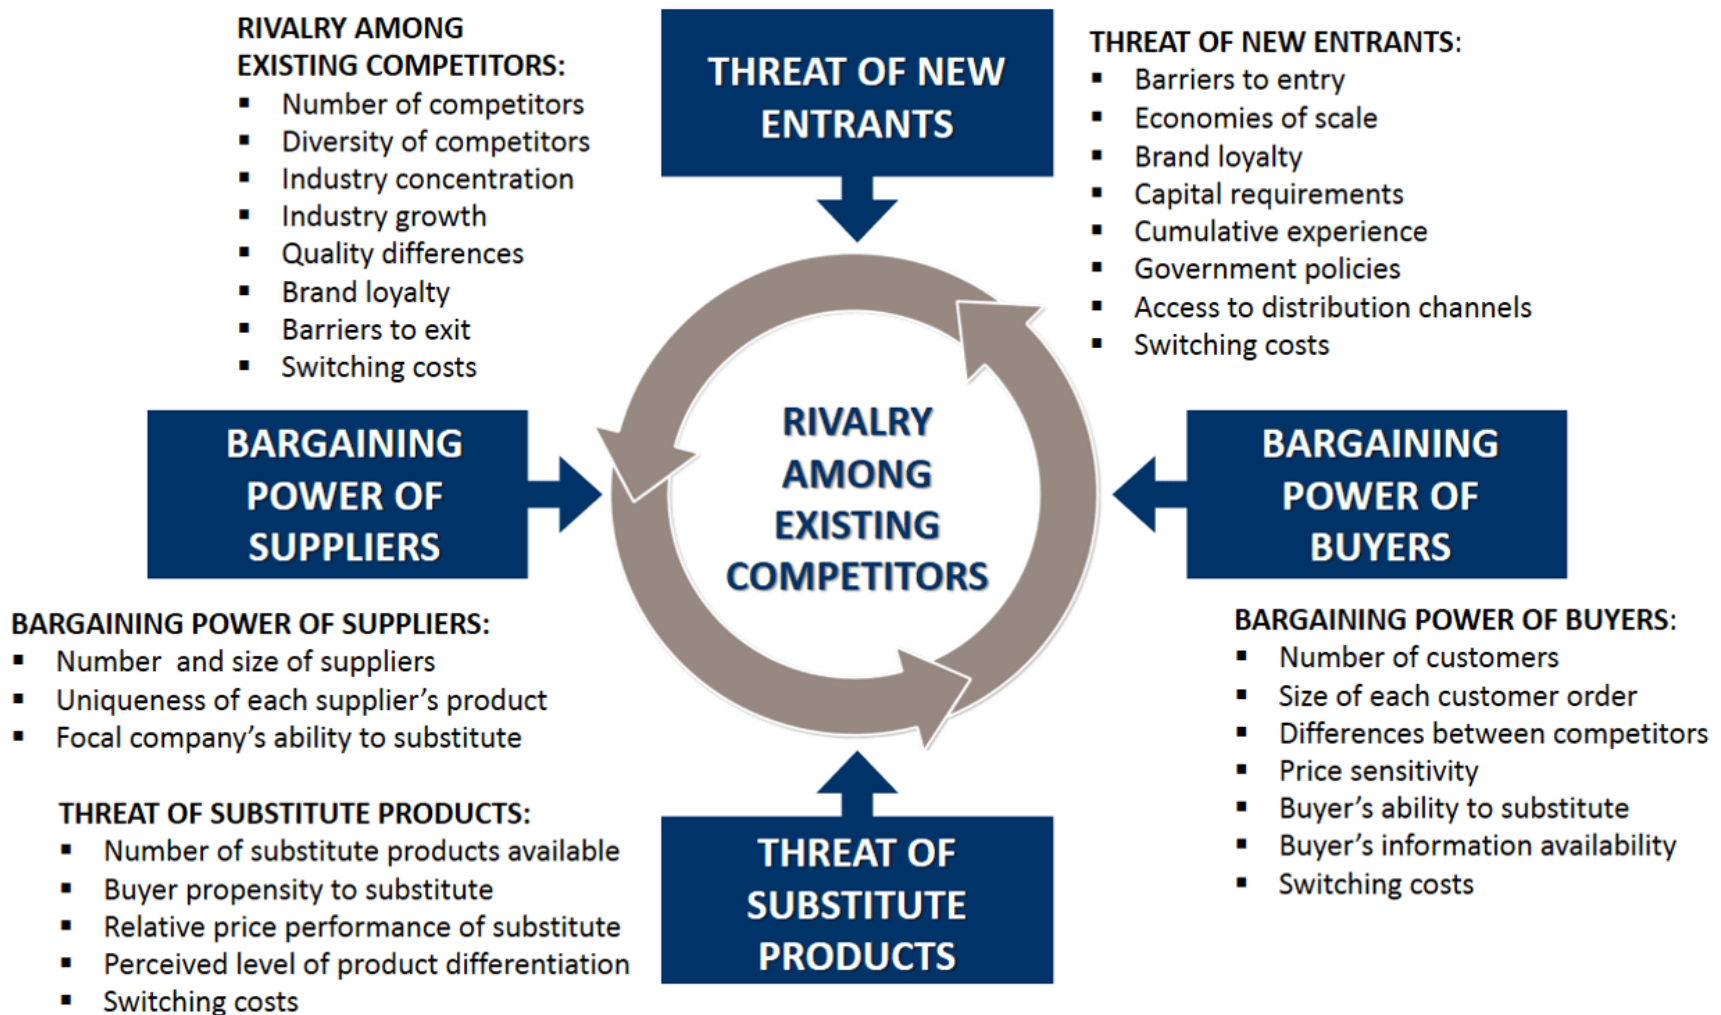 RIVALRY AMONG
EXISTING COMPETITORS:
▪ Number of competitors
▪ Diversity of competitors
▪ Industry concentration
▪ Industry growth
▪ Quality differences
▪ Brand loyalty
▪ Barriers to exit
▪ Switching costs
THREAT OF NEW
ENTRANTS
THREAT OF NEW ENTRANTS:
▪ Barriers to entry
▪ Economies of scale
▪ Brand loyalty
▪ Capital requirements
▪ Cumulative experience
▪ Government policies
▪ Access to distribution channels
▪ Switching costs
BARGAINING
POWER OF
SUPPLIERS
RIVALRY
AMONG
EXISTING
COMPETITORS
BARGAINING
POWER OF
BUYERS
BARGAINING POWER OF SUPPLIERS:
▪ Number and size of suppliers
▪ Uniqueness of each supplier’s product
▪ Focal company’s ability to substitute
BARGAINING POWER OF BUYERS:
▪ Number of customers
▪ Size of each customer order
▪ Differences between competitors
▪ Price sensitivity
▪ Buyer’s ability to substitute
▪ Buyer’s information availability
▪ Switching costs
THREAT OF SUBSTITUTE PRODUCTS:
▪ Number of substitute products available
▪ Buyer propensity to substitute
▪ Relative price performance of substitute
▪ Perceived level of product differentiation
▪ Switching costs
THREAT OF
SUBSTITUTE
PRODUCTS